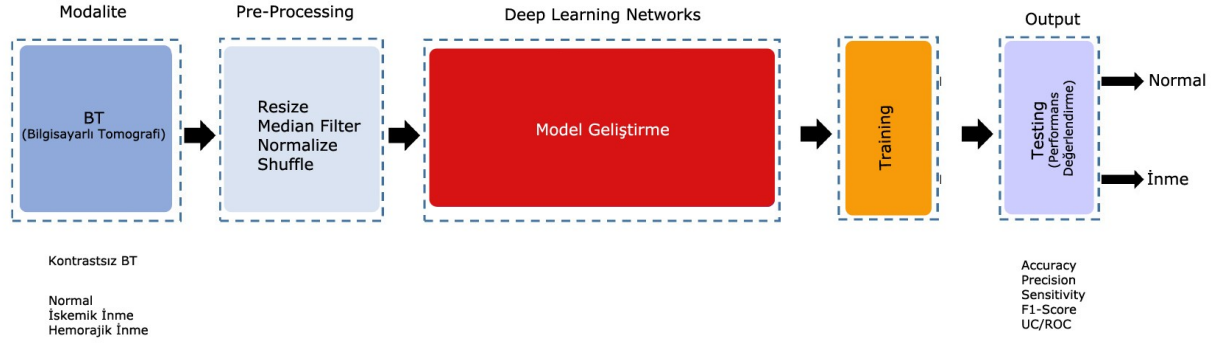 Modalite
Pre-Processing
Deep Learning Networks
Output
BT
(Bilgisayarlı Tomografi)
Resize
Median Filter
Normalize
Shuffle
Model Geliştirme
Training
Testing
(Performans
Değerlendirme)
Normal
İnme
Kontrastsız BT
Normal
İskemik İnme
Hemorajik İnme
Accuracy
Precision
Sensitivity
F1-Score
UC/ROC